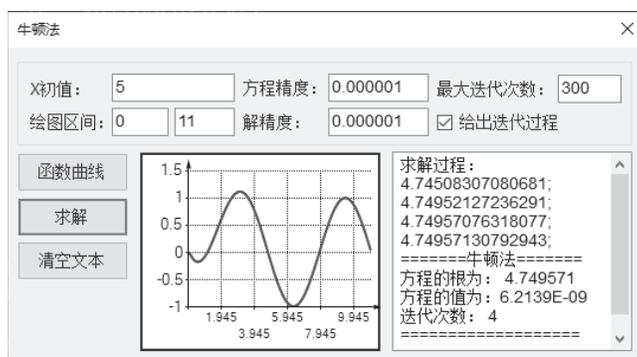 牛顿法
X初值： 5 方程精度： 0.000001 最大迭代次数： 300
绘图区间： 0 11 解精度： 0.000001 给出迭代过程
函数曲线
求解
清空文本
1.5
1
0.5
0
-0.5
-1
1.945 5.945 9.945
3.945 7.945
求解过程：
4.74508307080681;
4.74952127236291;
4.74957076318077;
4.74957130792943;
=======牛顿法=======
方程的根为： 4.749571
方程的值为：6.2139E-09
迭代次数： 4
===================